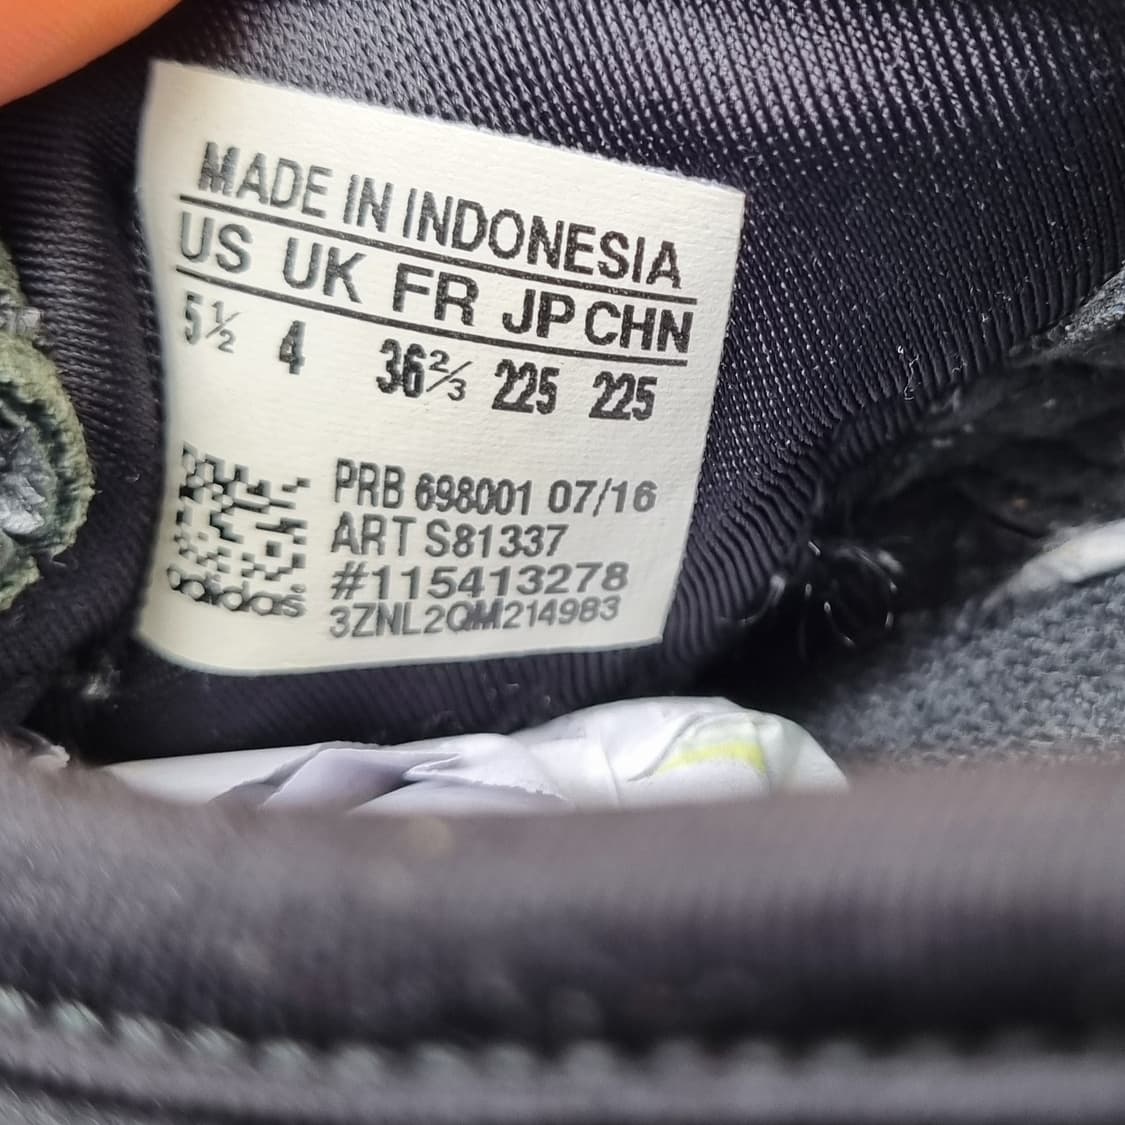 MADE IN INDONESIA
US UK FR JP CHN
5½ 4 36⅔ 225 225
PRB 698001 07/16
ART S81337
#115413278
3ZNL2QM214983
adidas